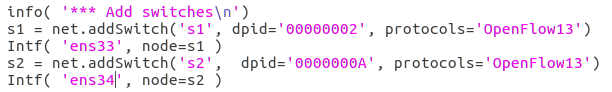 info( '*** Add switches\n')
s1 = net.addSwitch('s1', dpid='00000002', protocols='OpenFlow13')
Intf( 'ens33', node=s1 )
s2 = net.addSwitch('s2',  dpid='0000000A', protocols='OpenFlow13')
Intf( 'ens34', node=s2 )